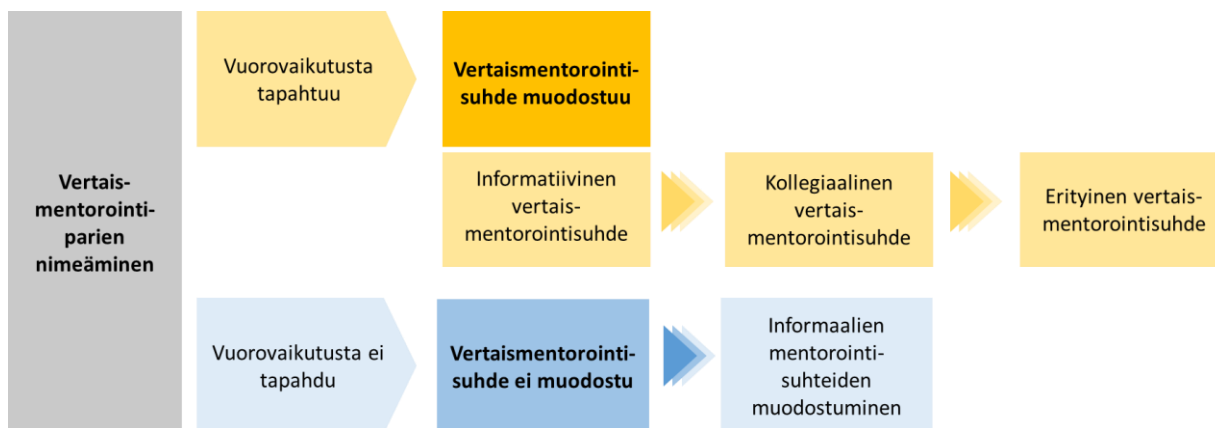 Vertais-
mentorointi-
parien
nimeäminen
Vuorovaikutusta
tapahtuu
Vertaismentorointi-
suhde muodostuu
Informatiivinen
vertais-
mentorointisuhde
Kollegiaalinen
vertais-
mentorointisuhde
Erityinen vertais-
mentorointisuhde
Vuorovaikutusta ei
tapahdu
Vertaismentorointi-
suhde ei muodostu
Informaalien
mentorointi-
suhteiden
muodostuminen